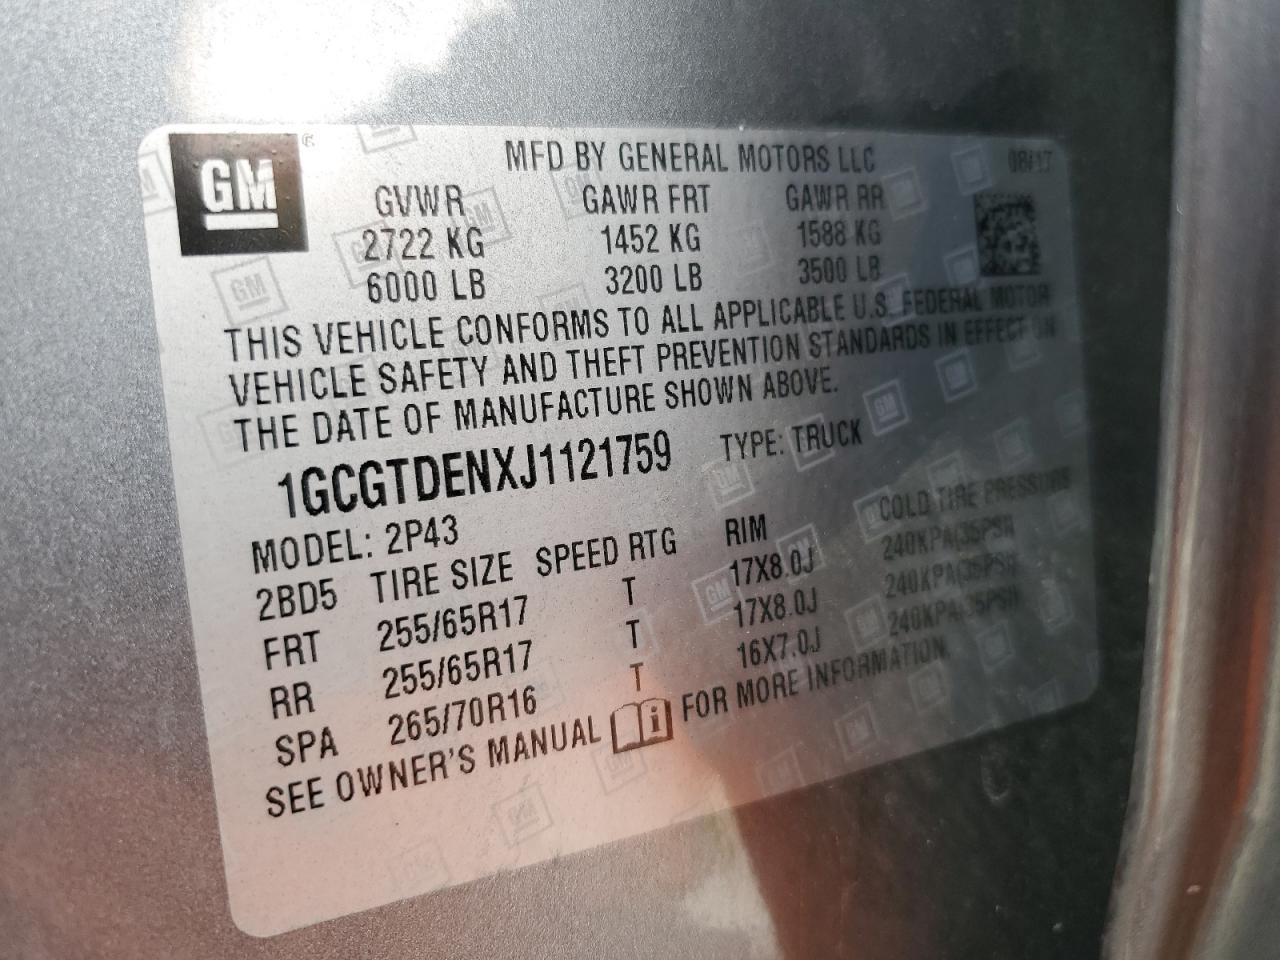 GM
MFD BY GENERAL MOTORS LLC 08/17
GVWR GAWR FRT GAWR RR
2722 KG 1452 KG 1588 KG
6000 LB 3200 LB 3500 LB
THIS VEHICLE CONFORMS TO ALL APPLICABLE U.S. FEDERAL MOTOR
VEHICLE SAFETY AND THEFT PREVENTION STANDARDS IN EFFECT ON
THE DATE OF MANUFACTURE SHOWN ABOVE.
1GCGTDENXJ1121759 TYPE: TRUCK
MODEL: 2P43
2BD5 TIRE SIZE SPEED RTG RIM COLD TIRE PRESSURE
FRT 255/65R17 T 17X8.0J 240KPA(35PSI)
RR 255/65R17 T 17X8.0J 240KPA(35PSI)
SPA 265/70R16 T 16X7.0J 240KPA(35PSI)
SEE OWNER'S MANUAL i FOR MORE INFORMATION